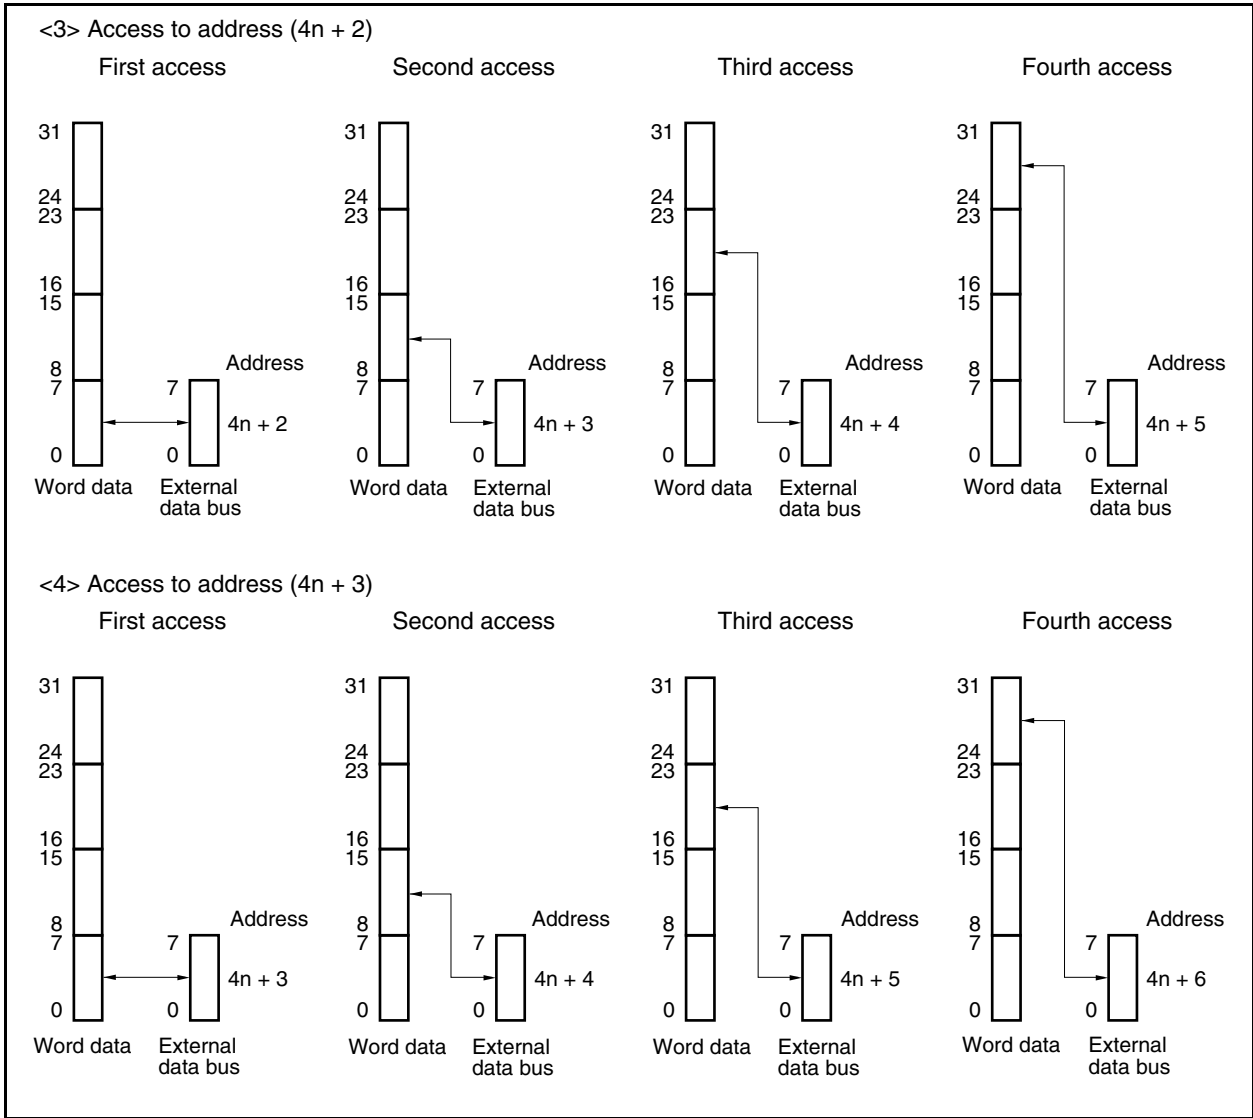 <3> Access to address (4n + 2)
First access Second access Third access Fourth access
31 31 31 31
24 24 24 24
23 23 23 23
16 16 16 16
15 15 15 15
8 Address 8 Address 8 Address 8 Address
7 7 7 7 7 7 7 7
4n + 2 4n + 3 4n + 4 4n + 5
0 0 0 0 0 0 0 0
Word data External Word data External Word data External Word data External
data bus data bus data bus data bus
<4> Access to address (4n + 3)
First access Second access Third access Fourth access
31 31 31 31
24 24 24 24
23 23 23 23
16 16 16 16
15 15 15 15
8 Address 8 Address 8 Address 8 Address
7 7 7 7 7 7 7 7
4n + 3 4n + 4 4n + 5 4n + 6
0 0 0 0 0 0 0 0
Word data External Word data External Word data External Word data External
data bus data bus data bus data bus